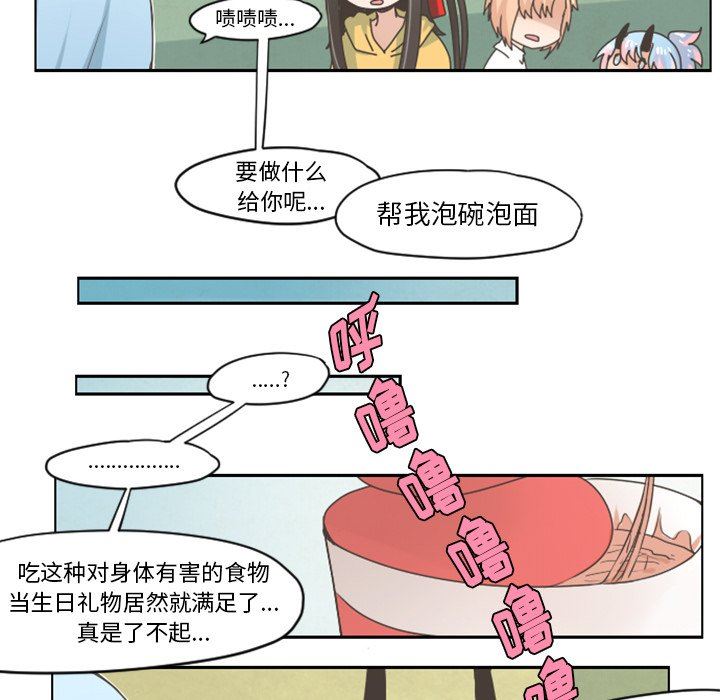 啧啧啧...
要做什么
给你呢...
帮我泡碗泡面
呼
噜
噜
噜
噜
噜
.....?
.................
吃这种对身体有害的食物
当生日礼物居然就满足了...
真是了不起...